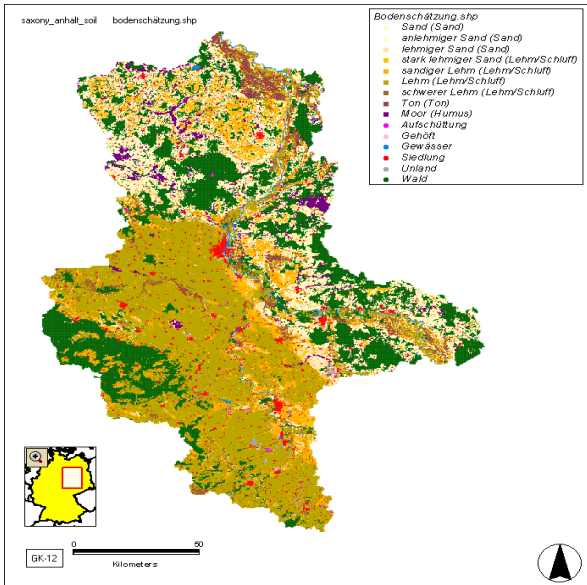 saxony_anhalt_soil bodenschätzung.shp
Bodenschätzung.shp
Sand (Sand)
anlehmiger Sand (Sand)
lehmiger Sand (Sand)
stark lehmiger Sand (Lehm/Schluff)
sandiger Lehm (Lehm/Schluff)
Lehm (Lehm/Schluff)
schwerer Lehm (Lehm/Schluff)
Ton (Ton)
Moor (Humus)
Aufschüttung
Gehöft
Gewässer
Siedlung
Unland
Wald
GK-12
0 50
Kilometers